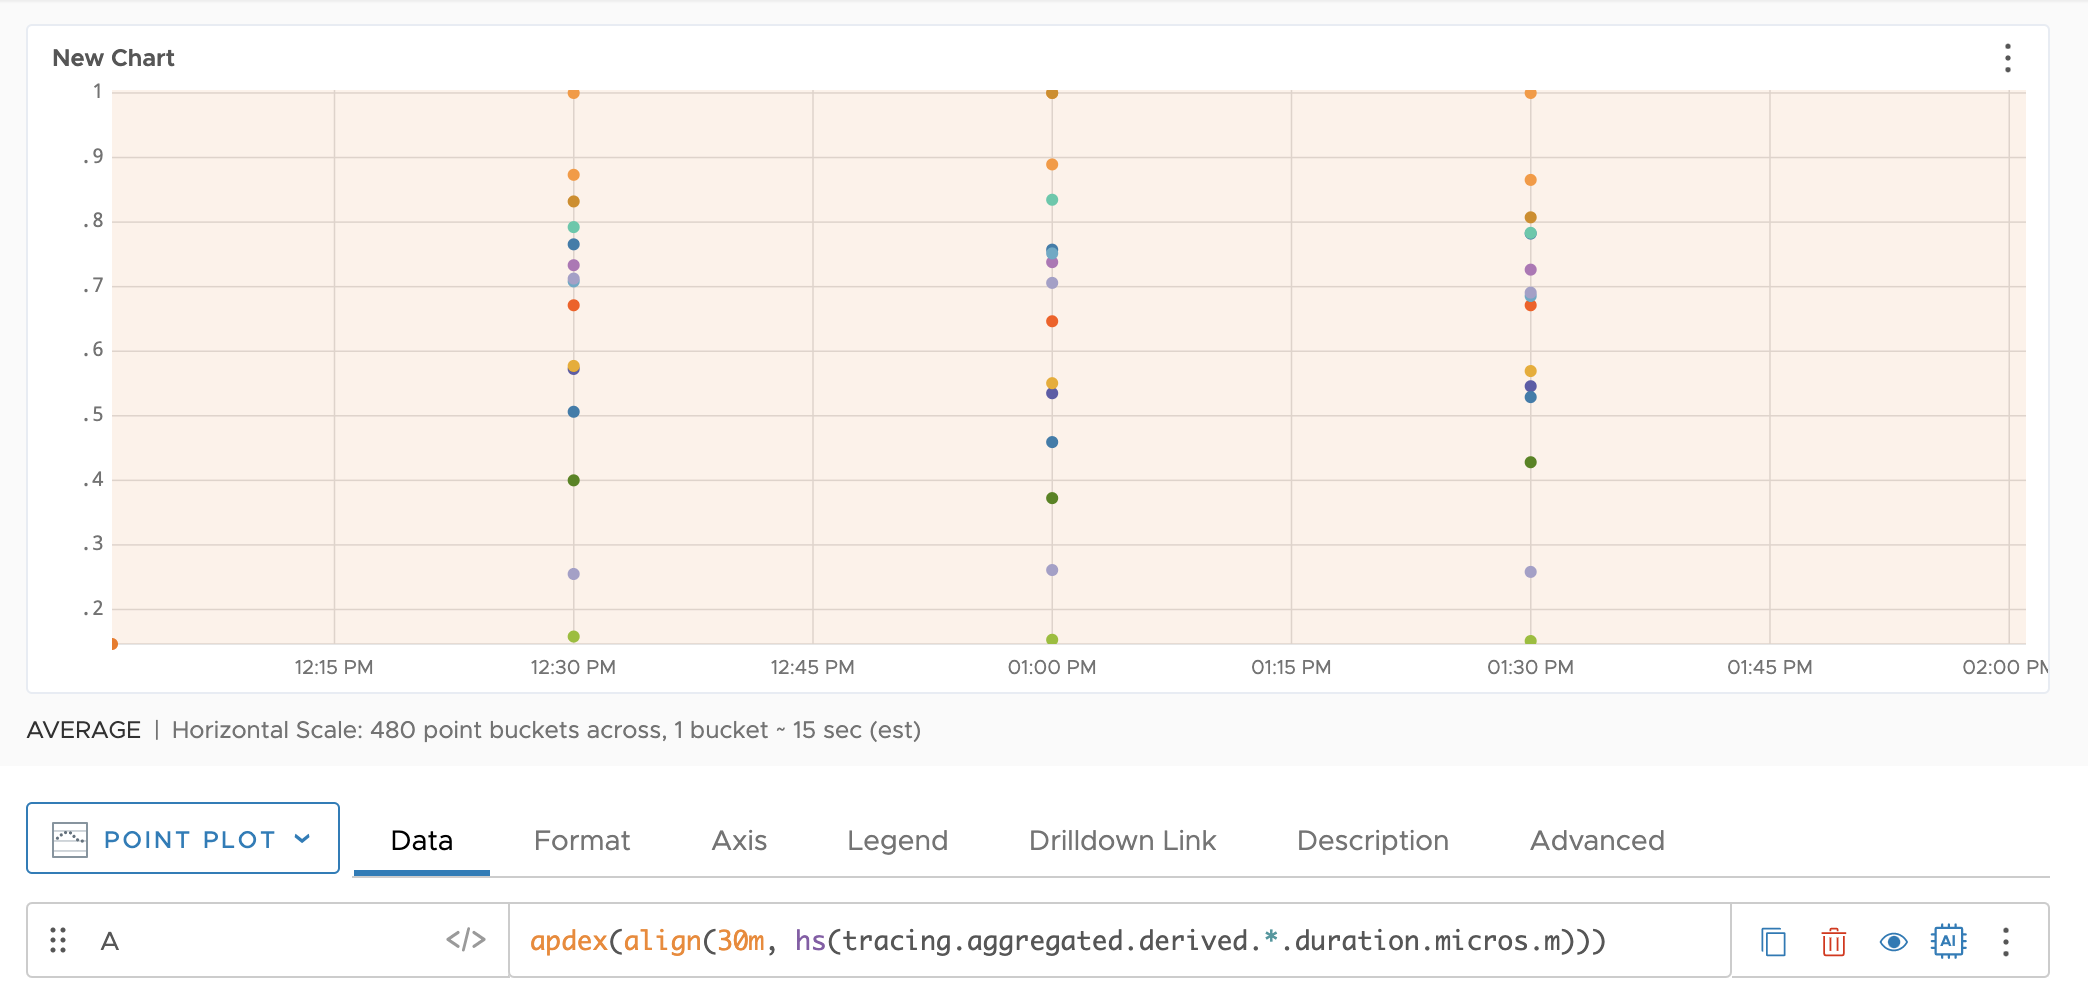 New Chart
1
.9
.8
.7
.6
.5
.4
.3
.2
12:15 PM 12:30 PM 12:45 PM 01:00 PM 01:15 PM 01:30 PM 01:45 PM 02:00 PM
AVERAGE | Horizontal Scale: 480 point buckets across, 1 bucket ~ 15 sec (est)
POINT PLOT Data Format Axis Legend Drilldown Link Description Advanced
A </> apdex(align(30m, hs(tracing.aggregated.derived.*.duration.micros.m))) AI